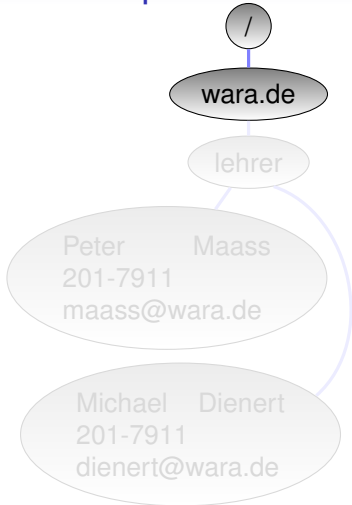 /
wara.de
lehrer
Peter Maass
201-7911
maass@wara.de
Michael Dienert
201-7911
dienert@wara.de